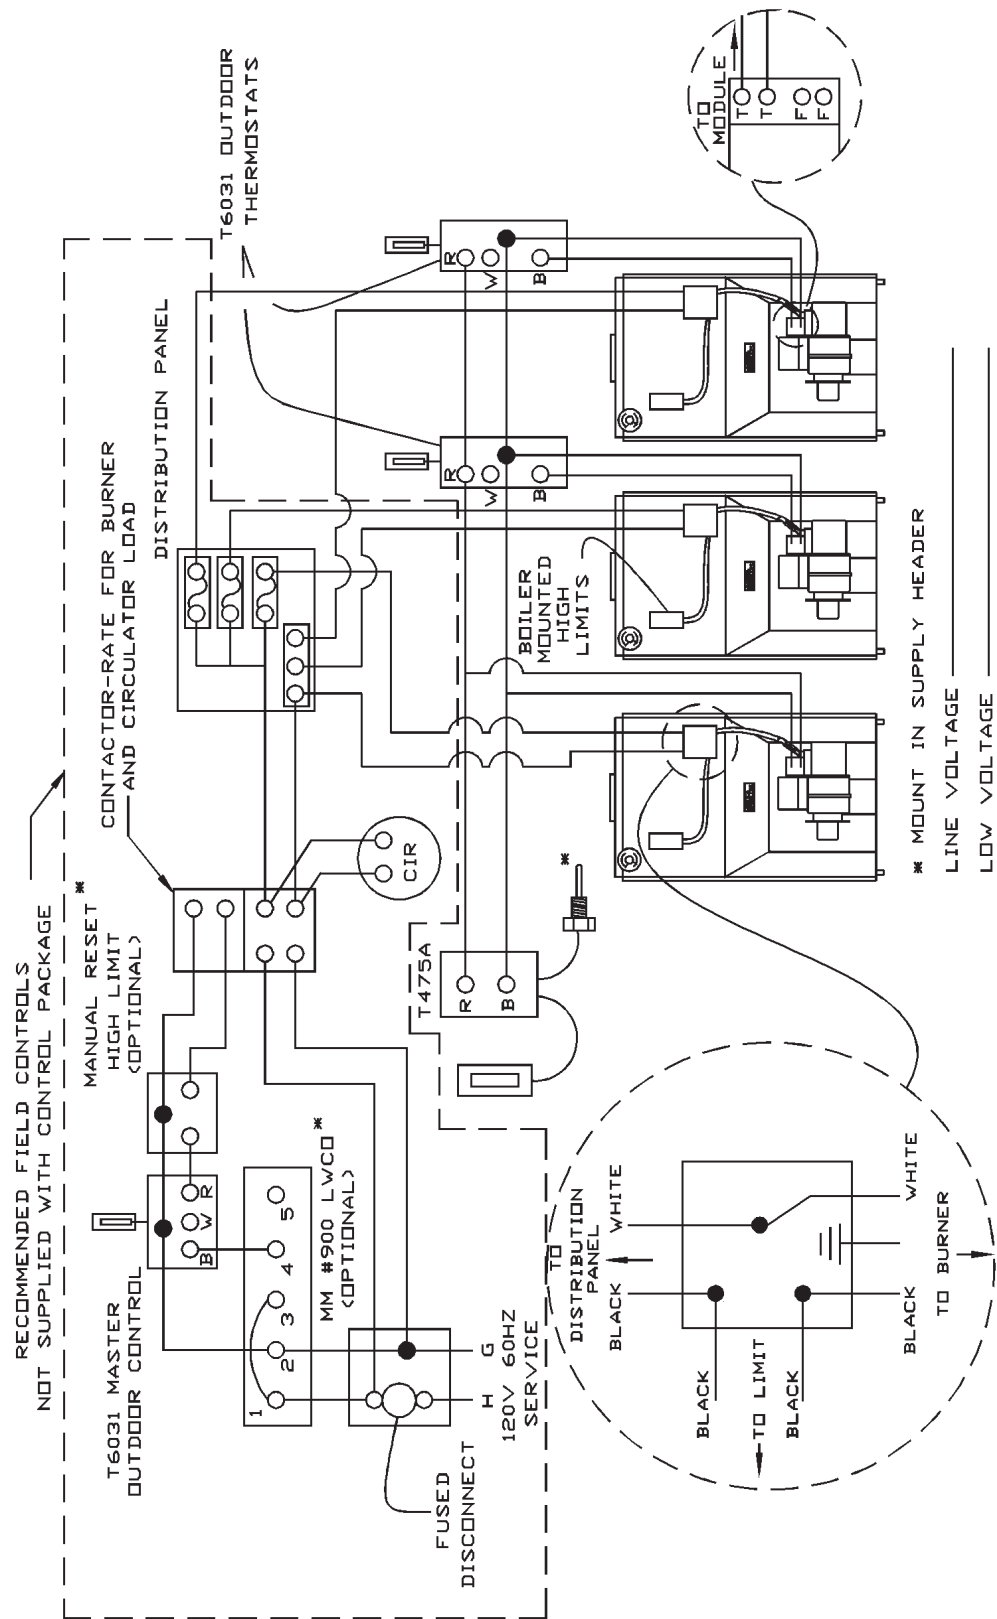 RECOMMENDED FIELD CONTROLS
NOT SUPPLIED WITH CONTROL PACKAGE
T6031 MASTER
OUTDOOR CONTROL
B W R
MANUAL RESET *
HIGH LIMIT
(OPTIONAL)
CONTACTOR-RATE FOR BURNER
AND CIRCULATOR LOAD
DISTRIBUTION PANEL
T6031 OUTDOOR
THERMOSTATS
1 2 3 4 5
MM #900 LWCO *
(OPTIONAL)
FUSED
DISCONNECT
H G
120V 60HZ
SERVICE
CIR
T475A
R
B
*
R
W
B
R
W
B
BOILER
MOUNTED
HIGH
LIMITS
TO
MODULE
T
T
F
F
TO
DISTRIBUTION
PANEL
BLACK WHITE
BLACK
TO LIMIT
BLACK
BLACK WHITE
TO BURNER
* MOUNT IN SUPPLY HEADER
LINE VOLTAGE
LOW VOLTAGE